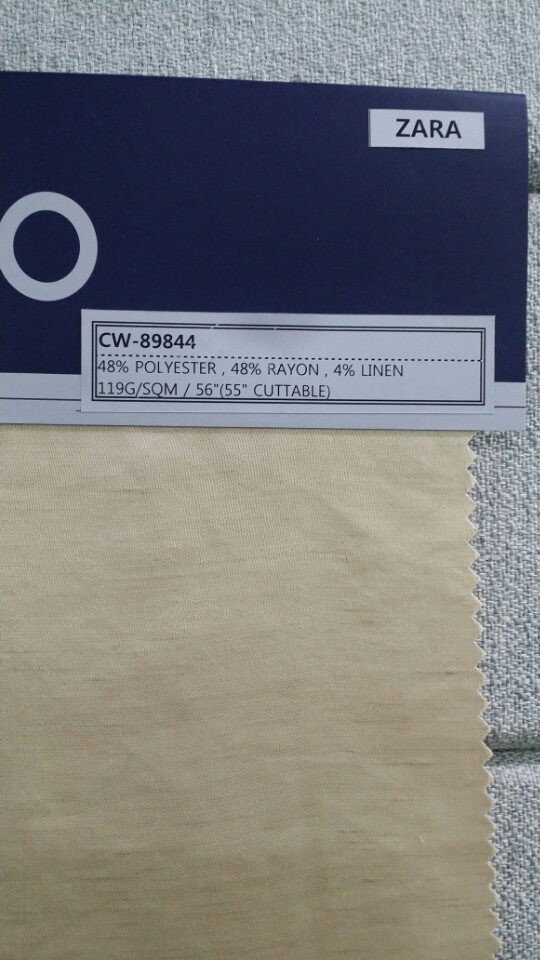 ZARA
O
CW-89844
48% POLYESTER , 48% RAYON , 4% LINEN
119G/SQM / 56"(55" CUTTABLE)